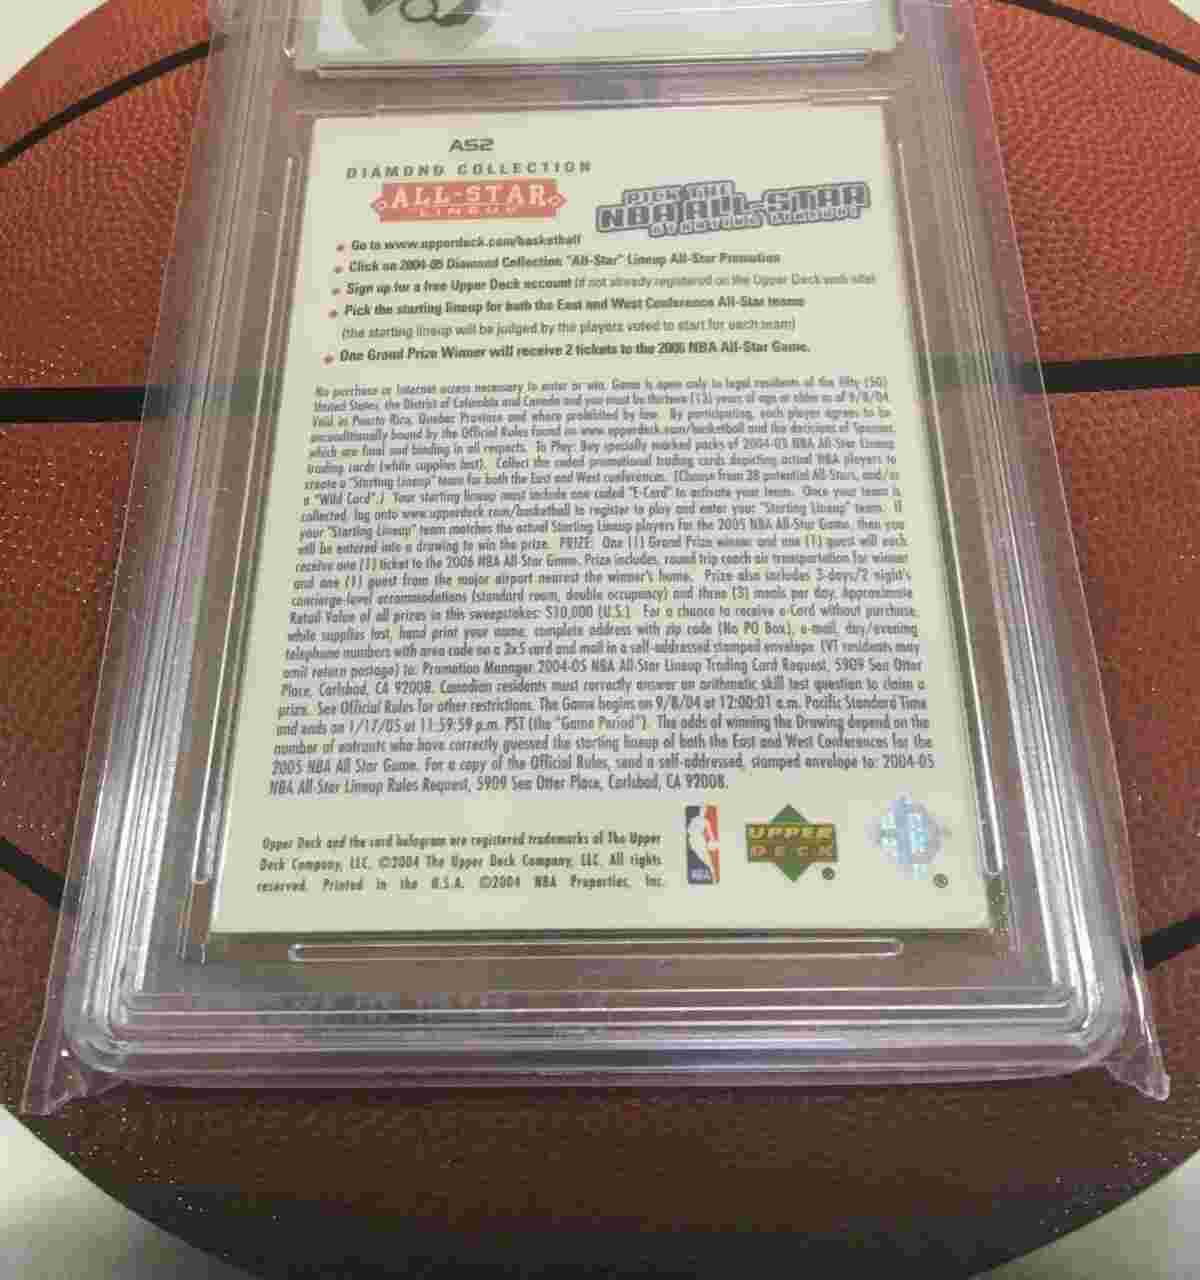 AS2
DIAMOND COLLECTION
ALL-STAR
LINEUP
PICK THE
NBA ALL-STAR
STARTING LINEUP!
Go to www.upperdeck.com/basketball
Click on 2004-05 Diamond Collection "All-Star" Lineup All-Star Promotion
Sign up for a free Upper Deck account (if not already registered on the Upper Deck web site)
Pick the starting lineup for both the East and West Conference All-Star teams
(the starting lineup will be judged by the players voted to start for each team)
One Grand Prize Winner will receive 2 tickets to the 2006 NBA All-Star Game.
No purchase or Internet access necessary to enter or win. Game is open only to legal residents of the fifty (50)
United States, the District of Columbia and Canada and you must be thirteen (13) years of age or older as of 9/8/04.
Void in Puerto Rico, Quebec Province and where prohibited by law. By participating, each player agrees to be
unconditionally bound by the Official Rules found on www.upperdeck.com/basketball and the decisions of Sponsor,
which are final and binding in all respects. To Play: Buy specially marked packs of 2004-05 NBA All-Star Lineup
trading cards (while supplies last). Collect the coded promotional trading cards depicting actual NBA players to
create a "Starting Lineup" team for both the East and West conferences. (Choose from 28 potential All-Stars, and/or
a "Wild Card".) Your starting lineup must include one coded "E-Card" to activate your team. Once your team is
collected, log onto www.upperdeck.com/basketball to register to play and enter your "Starting Lineup" team. If
your "Starting Lineup" team matches the actual Starting Lineup players for the 2005 NBA All-Star Game, then you
will be entered into a drawing to win the prize. PRIZE: One (1) Grand Prize winner and one (1) guest will each
receive one (1) ticket to the 2006 NBA All-Star Game. Prize includes, round trip coach air transportation for winner
and one (1) guest from the major airport nearest the winner's home. Prize also includes 3-days/2 night's
concierge-level accommodations (standard room, double occupancy) and three (3) meals per day. Approximate
Retail Value of all prizes in this sweepstakes: $10,000 (U.S.). For a chance to receive e-Card without purchase,
while supplies last, hand print your name, complete address with zip code (No PO Box), e-mail, day/evening
telephone numbers with area code on a 3x5 card and mail in a self-addressed stamped envelope (VT residents may
omit return postage) to: Promotion Manager 2004-05 NBA All-Star Lineup Trading Card Request, 5909 Sea Otter
Place, Carlsbad, CA 92008. Canadian residents must correctly answer an arithmetic skill test question to claim a
prize. See Official Rules for other restrictions. The Game begins on 9/8/04 at 12:00:01 a.m. Pacific Standard Time
and ends on 1/17/05 at 11:59:59 p.m. PST (the "Game Period"). The odds of winning the Drawing depend on the
number of entrants who have correctly guessed the starting lineup of both the East and West Conferences for the
2005 NBA All Star Game. For a copy of the Official Rules, send a self-addressed, stamped envelope to: 2004-05
NBA All-Star Lineup Rules Request, 5909 Sea Otter Place, Carlsbad, CA 92008.
Upper Deck and the card hologram are registered trademarks of The Upper
Deck Company, LLC. ©2004 The Upper Deck Company, LLC. All rights
reserved. Printed in the U.S.A. ©2004 NBA Properties, Inc.
NBA
UPPER
DECK
®
®